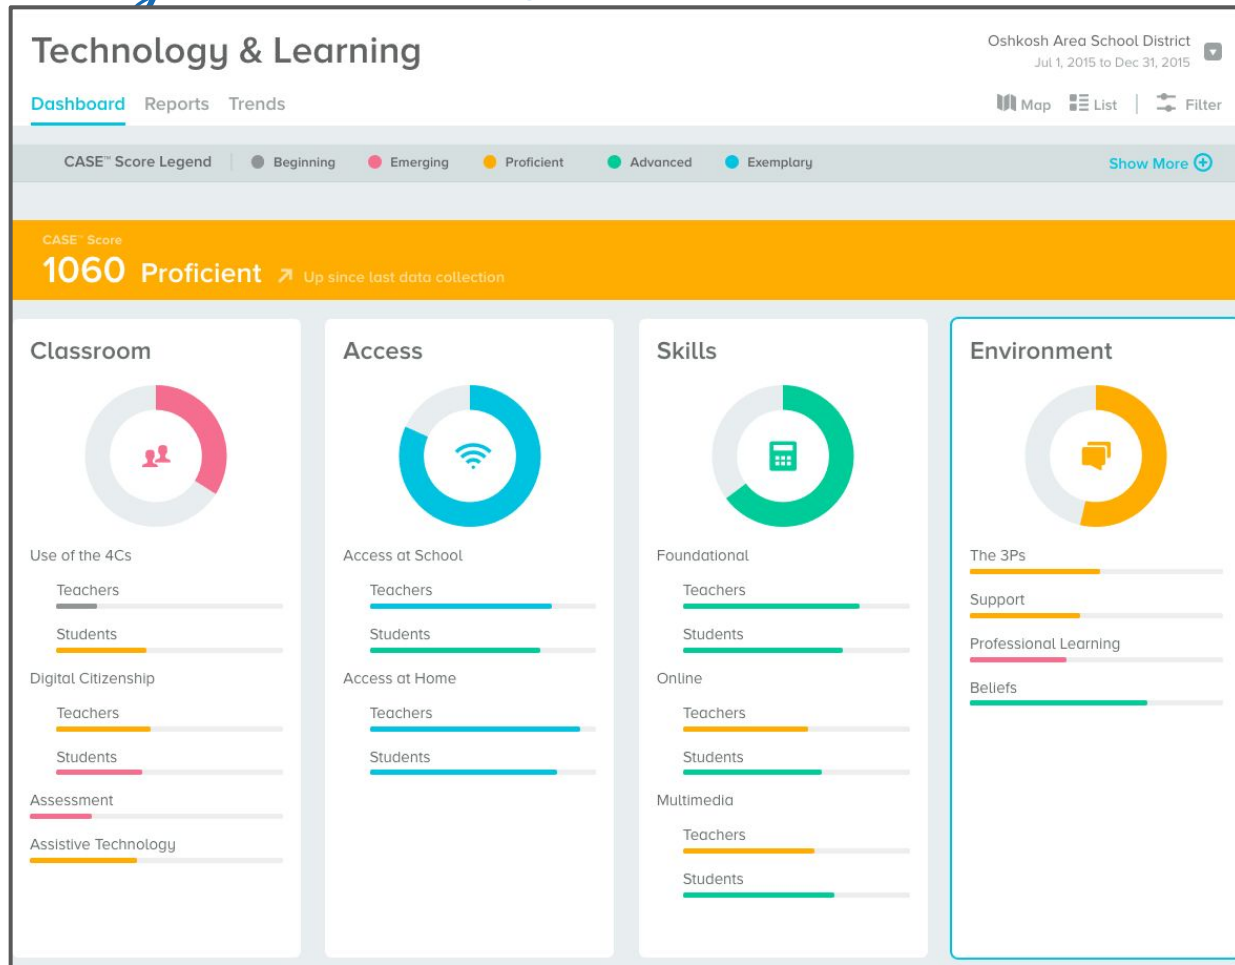 Technology & Learning
Oshkosh Area School District
Jul 1, 2015 to Dec 31, 2015
Dashboard Reports Trends
Map List Filter
CASE™ Score Legend Beginning Emerging Proficient Advanced Exemplary Show More
CASE™ Score
1060 Proficient Up since last data collection
Classroom
Use of the 4Cs
Teachers
Students
Digital Citizenship
Teachers
Students
Assessment
Assistive Technology
Access
Access at School
Teachers
Students
Access at Home
Teachers
Students
Skills
Foundational
Teachers
Students
Online
Teachers
Students
Multimedia
Teachers
Students
Environment
The 3Ps
Support
Professional Learning
Beliefs